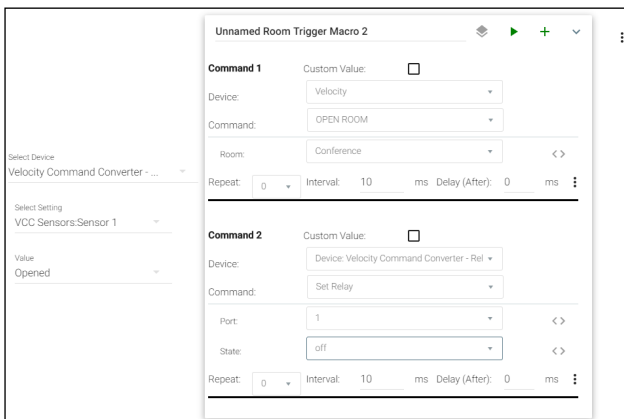 Unnamed Room Trigger Macro 2
Command 1 Custom Value:
Device: Velocity
Command: OPEN ROOM
Room: Conference
Repeat: 0 Interval: 10 ms Delay (After): 0 ms
Select Device
Velocity Command Converter - ...
Select Setting
VCC Sensors:Sensor 1
Value
Opened
Command 2 Custom Value:
Device: Device: Velocity Command Converter - Rel
Command: Set Relay
Port: 1
State: off
Repeat: 0 Interval: 10 ms Delay (After): 0 ms